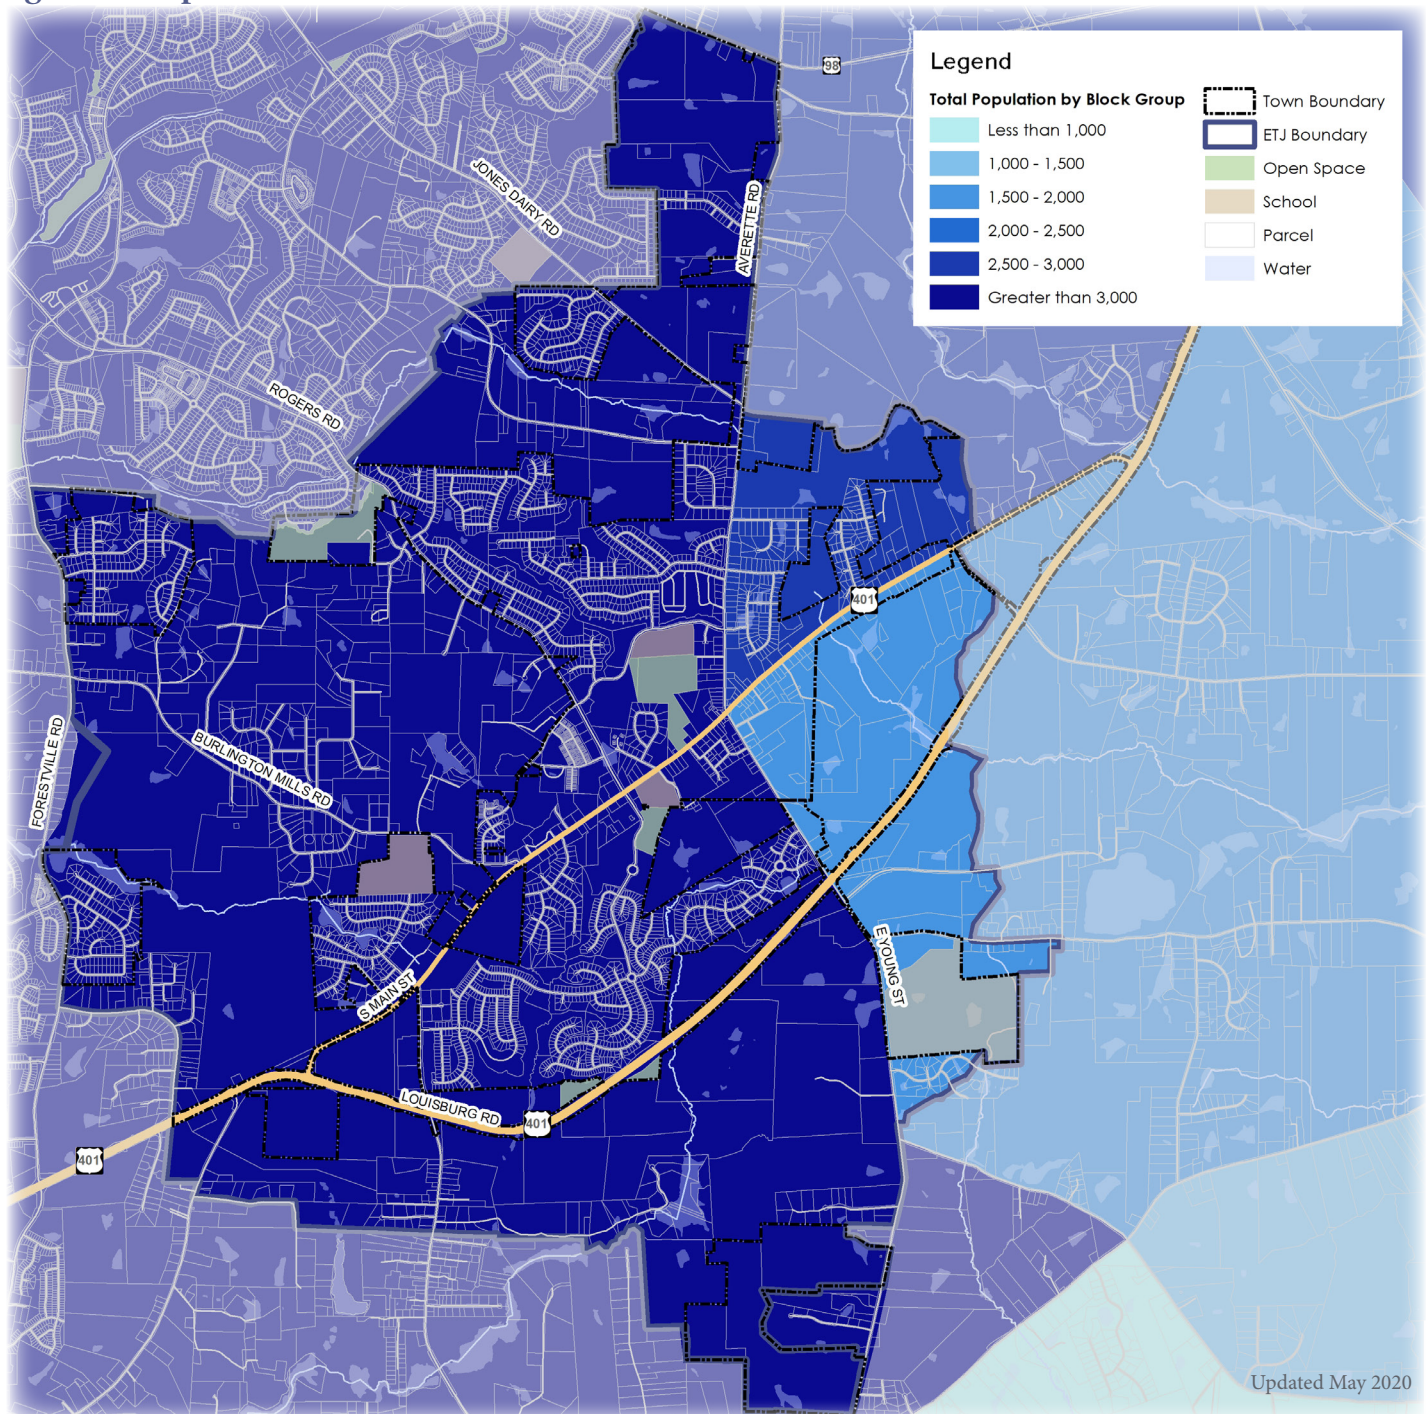 98
Legend
Total Population by Block Group
Less than 1,000
1,000 - 1,500
1,500 - 2,000
2,000 - 2,500
2,500 - 3,000
Greater than 3,000
Town Boundary
ETJ Boundary
Open Space
School
Parcel
Water
JONES DAIRY RD
AVERETTE RD
ROGERS RD
401
FORESTVILLE RD
BURLINGTON MILLS RD
E YOUNG ST
S MAIN ST
LOUISBURG RD
401
401
Updated May 2020